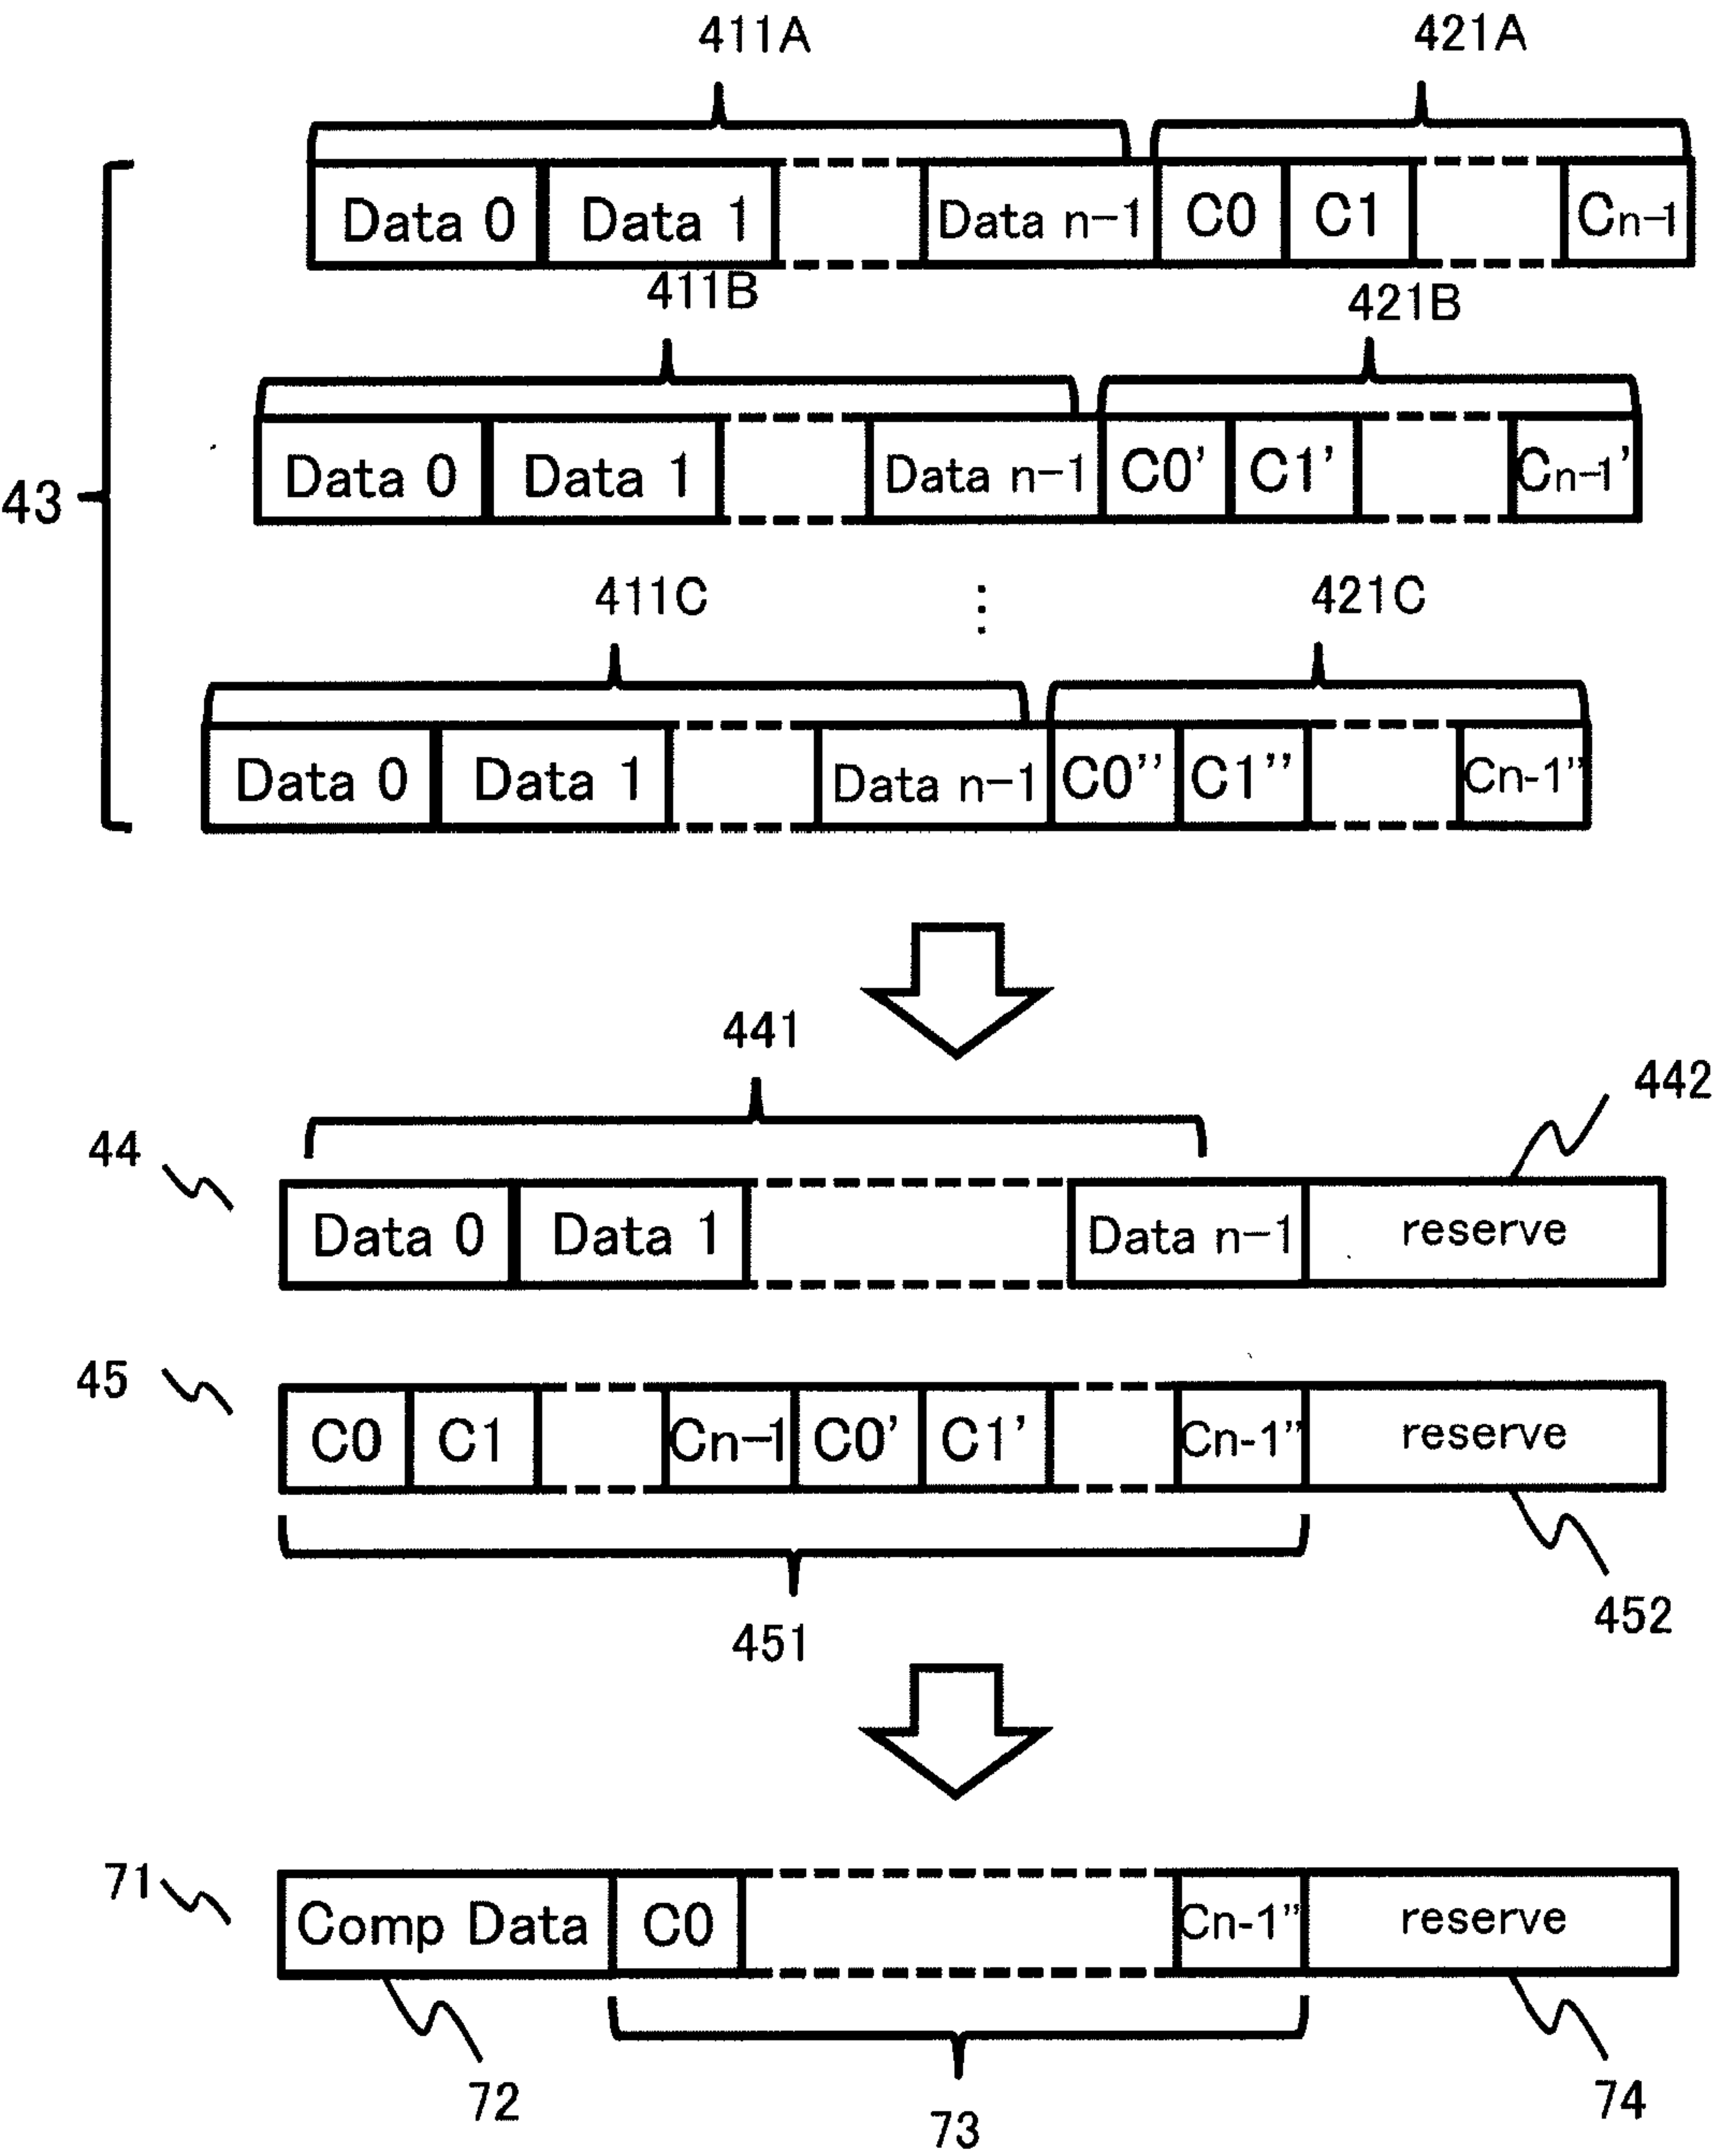 411A 421A
Data 0 Data 1 Data n-1 C0 C1 Cn-1
411B 421B
43
Data 0 Data 1 Data n-1 C0' C1' Cn-1'
411C ⋮ 421C
Data 0 Data 1 Data n-1 C0'' C1'' Cn-1''
441
442
44
Data 0 Data 1 Data n-1 reserve
45
C0 C1 Cn-1 C0' C1' Cn-1'' reserve
451 452
71
Comp Data C0 Cn-1'' reserve
72 73 74